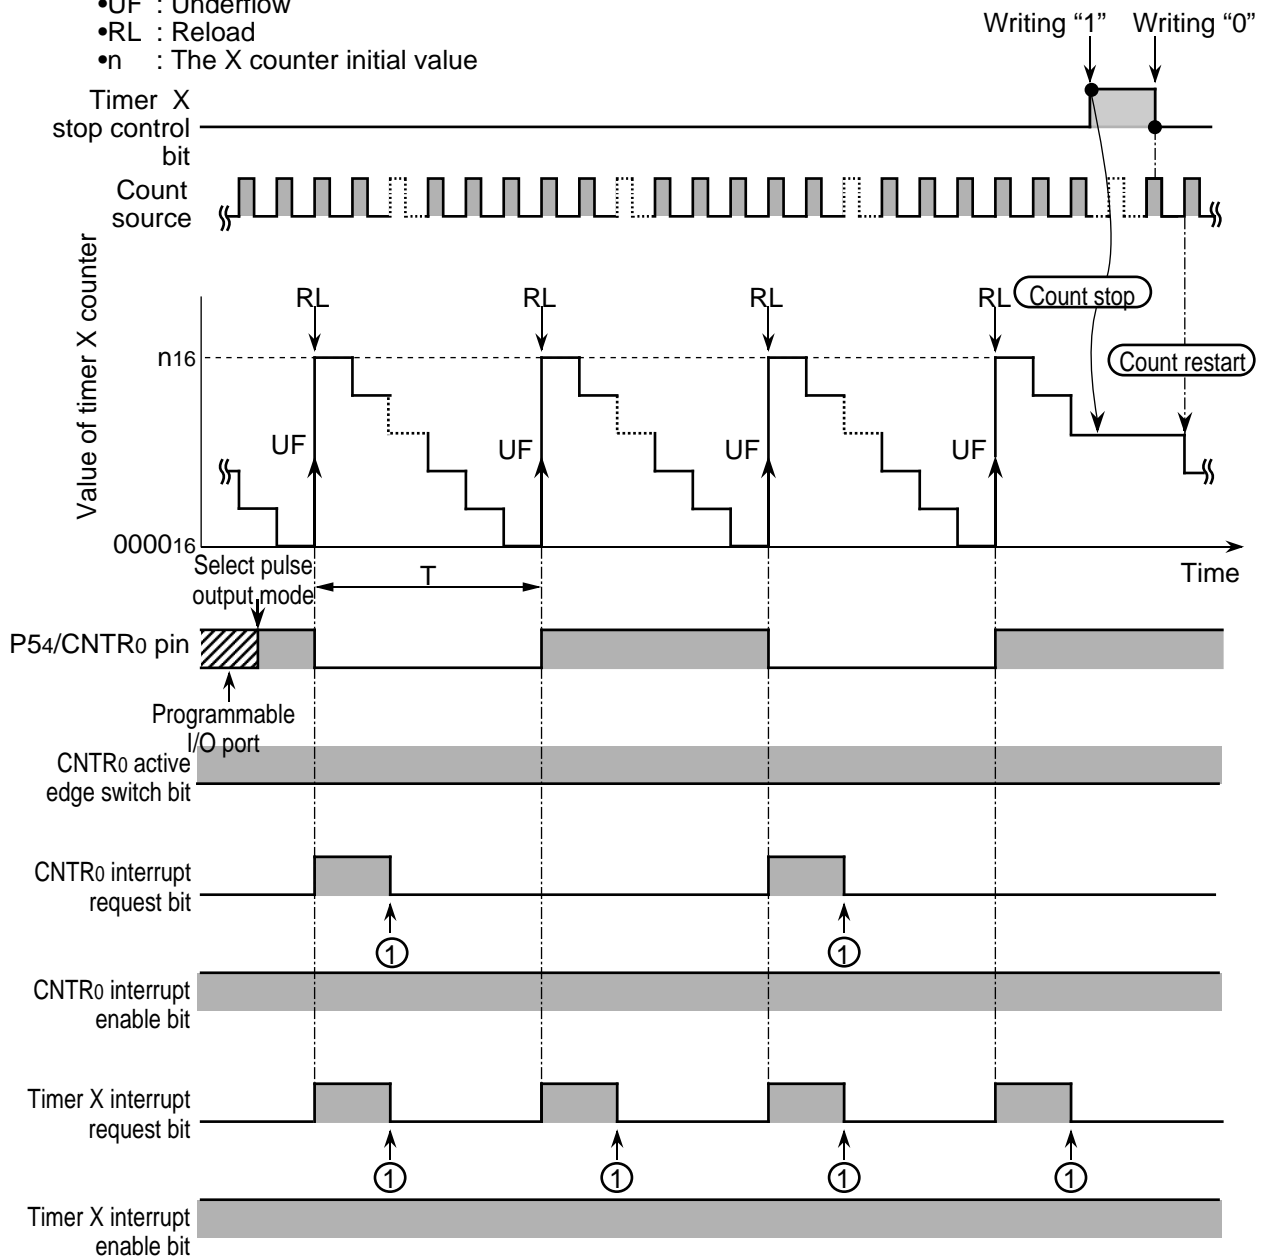 •UF : Underflow
•RL : Reload
•n : The X counter initial value
Writing “1” Writing “0”
Timer X
stop control
bit
Count
source
Value of timer X counter
RL RL RL RL
Count stop
n16
Count restart
UF UF UF UF
000016
Time
Select pulse
output mode
T
P54/CNTR0 pin
Programmable
I/O port
CNTR0 active
edge switch bit
CNTR0 interrupt
request bit
① ①
CNTR0 interrupt
enable bit
Timer X interrupt
request bit
① ① ① ①
Timer X interrupt
enable bit